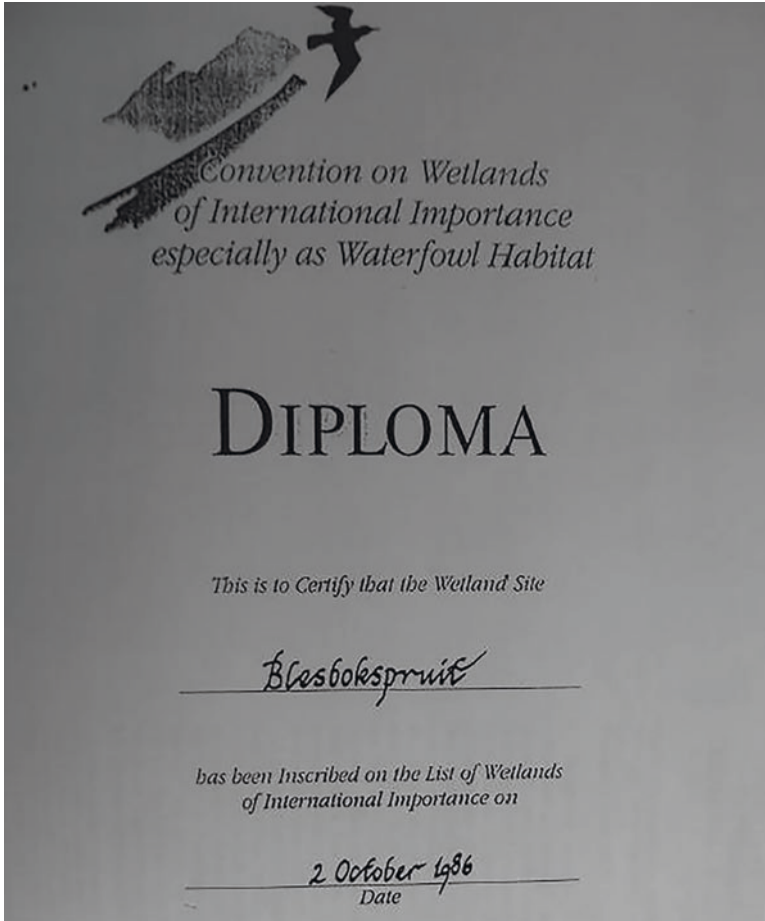 Convention on Wetlands
of International Importance
especially as Waterfowl Habitat
DIPLOMA
This is to Certify that the Wetland Site
Blesbokspruit
has been Inscribed on the List of Wetlands
of International Importance on
2 October 1986
Date